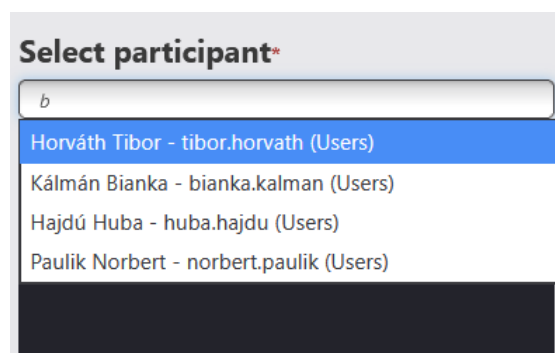 Select participant*
b
Horváth Tibor - tibor.horvath (Users)
Kálmán Bianka - bianka.kalman (Users)
Hajdú Huba - huba.hajdu (Users)
Paulik Norbert - norbert.paulik (Users)